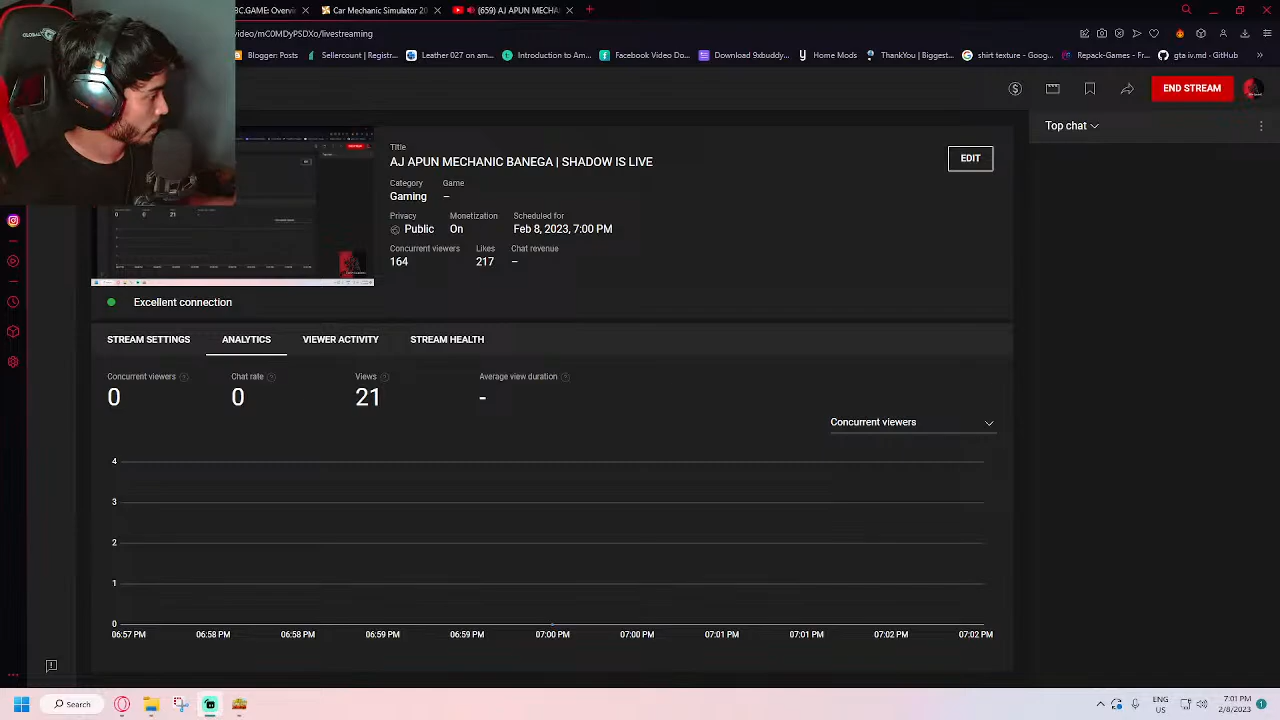 BC.GAME: Overvi
Car Mechanic Simulator 20
(659) AJ APUN MECHAN
video/mC0MDyPSDXo/livestreaming
Blogger: Posts
Sellercount | Registr...
Leather 027 on am...
Introduction to Am...
Facebook Video Do...
Download 9xbuddy...
Home Mods
ThankYou | Biggest...
shirt texture - Goog...
gta iv.md - GitHub
Repack Games
END STREAM
Top chat
Title
AJ APUN MECHANIC BANEGA | SHADOW IS LIVE
EDIT
Category Game
Gaming –
Privacy Monetization Scheduled for
Public On Feb 8, 2023, 7:00 PM
Concurrent viewers Likes Chat revenue
164 217 –
Excellent connection
STREAM SETTINGS ANALYTICS VIEWER ACTIVITY STREAM HEALTH
Concurrent viewers Chat rate Views Average view duration
0 0 21 -
Concurrent viewers
4
3
2
1
0
06:57 PM 06:58 PM 06:58 PM 06:59 PM 06:59 PM 07:00 PM 07:00 PM 07:01 PM 07:01 PM 07:02 PM 07:02 PM
Search
ENG
7:01 PM
2/8/2023